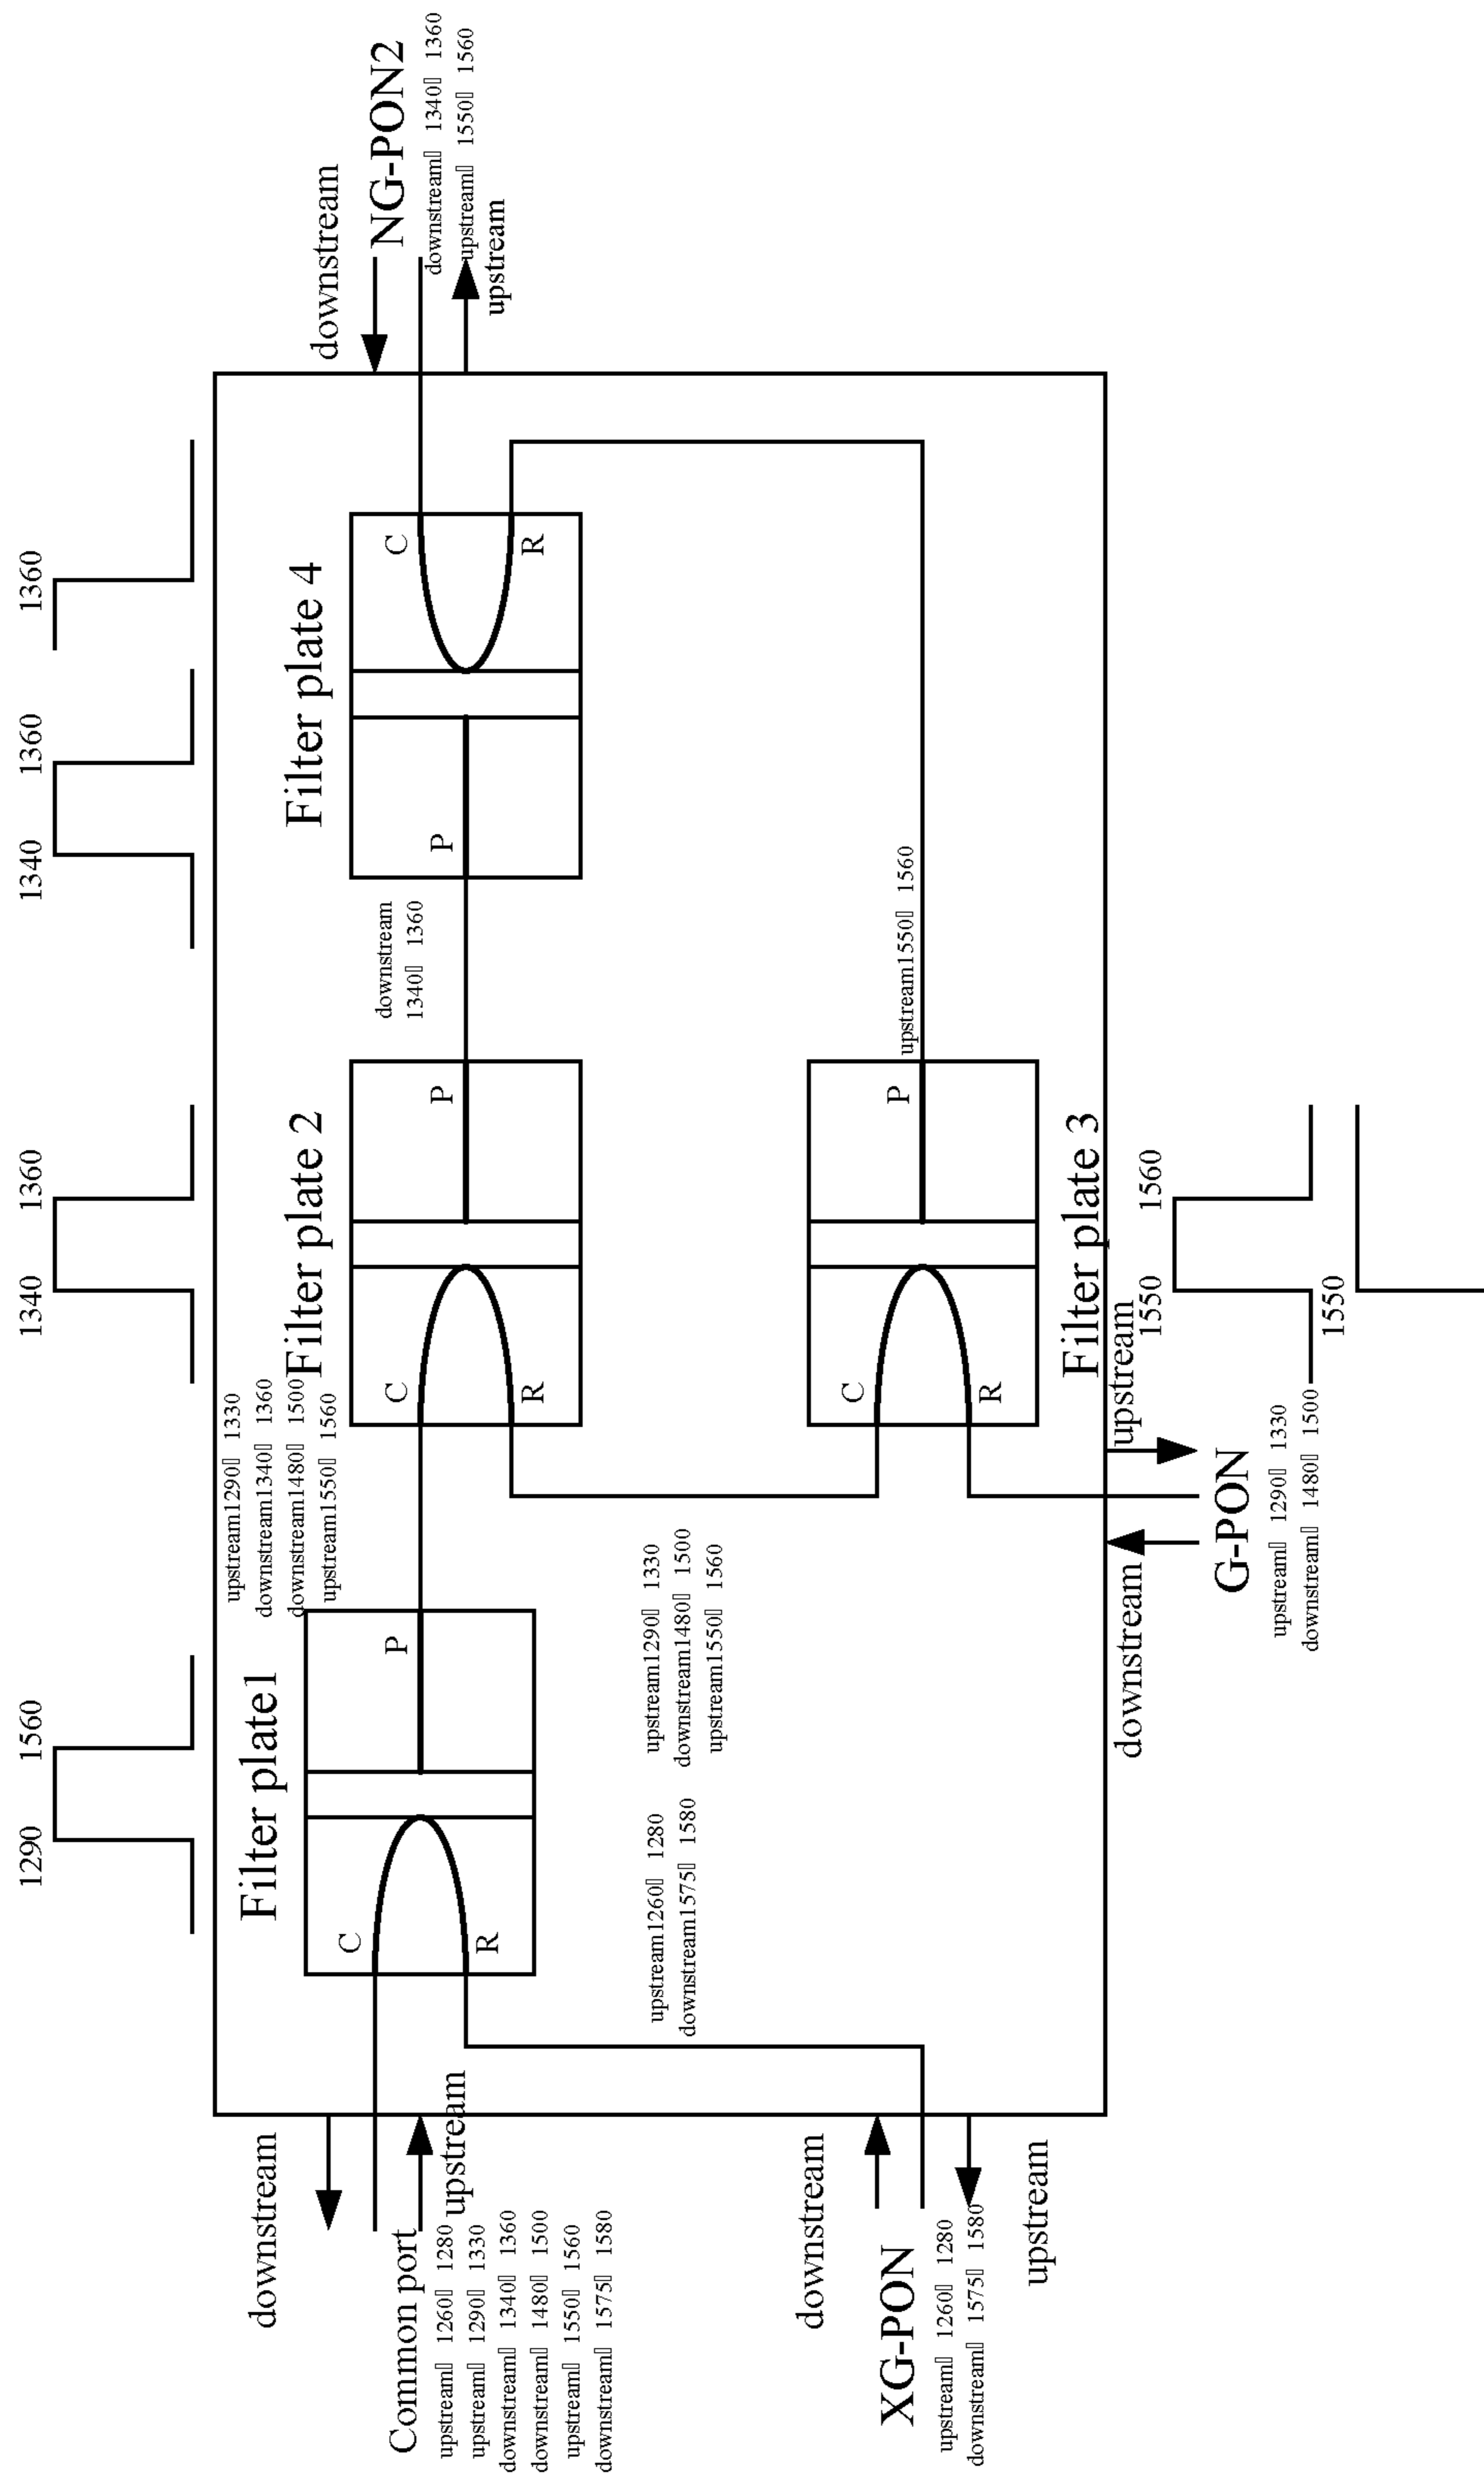 1290 1560
1340 1360
1340 1360
1360
downstream
Filter plate1
upstream1290▯ 1330
downstream1340▯ 1360
downstream1480▯ 1500
upstream1550▯ 1560
Filter plate 2
Filter plate 4
downstream
C
R
P
C
R
P
downstream
1340▯ 1360
P
C
R
NG-PON2
downstream▯ 1340▯ 1360
upstream▯ 1550▯ 1560
upstream
Common port
upstream
upstream▯ 1260▯ 1280
upstream▯ 1290▯ 1330
downstream▯ 1340▯ 1360
downstream▯ 1480▯ 1500
upstream▯ 1550▯ 1560
downstream▯ 1575▯ 1580
upstream1260▯ 1280
downstream1575▯ 1580
upstream1290▯ 1330
downstream1480▯ 1500
upstream1550▯ 1560
downstream
XG-PON
upstream▯ 1260▯ 1280
downstream▯ 1575▯ 1580
upstream
C
R
P
upstream1550▯ 1560
Filter plate 3
downstream
upstream
1550 1560
G-PON
upstream▯ 1290▯ 1330
downstream▯ 1480▯ 1500
1550